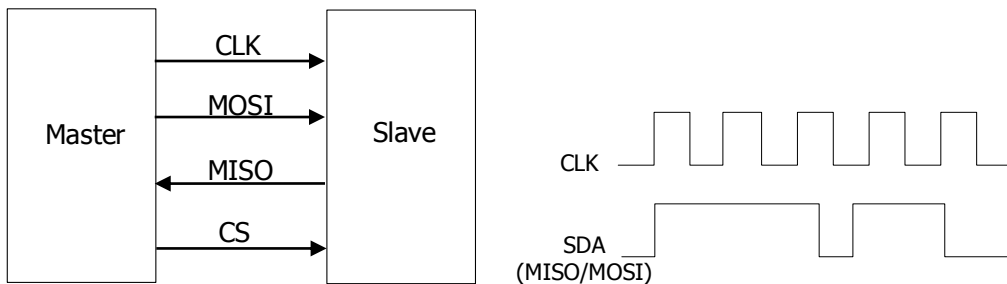 CLK
MOSI
Master
Slave
MISO
CS
CLK
SDA
(MISO/MOSI)